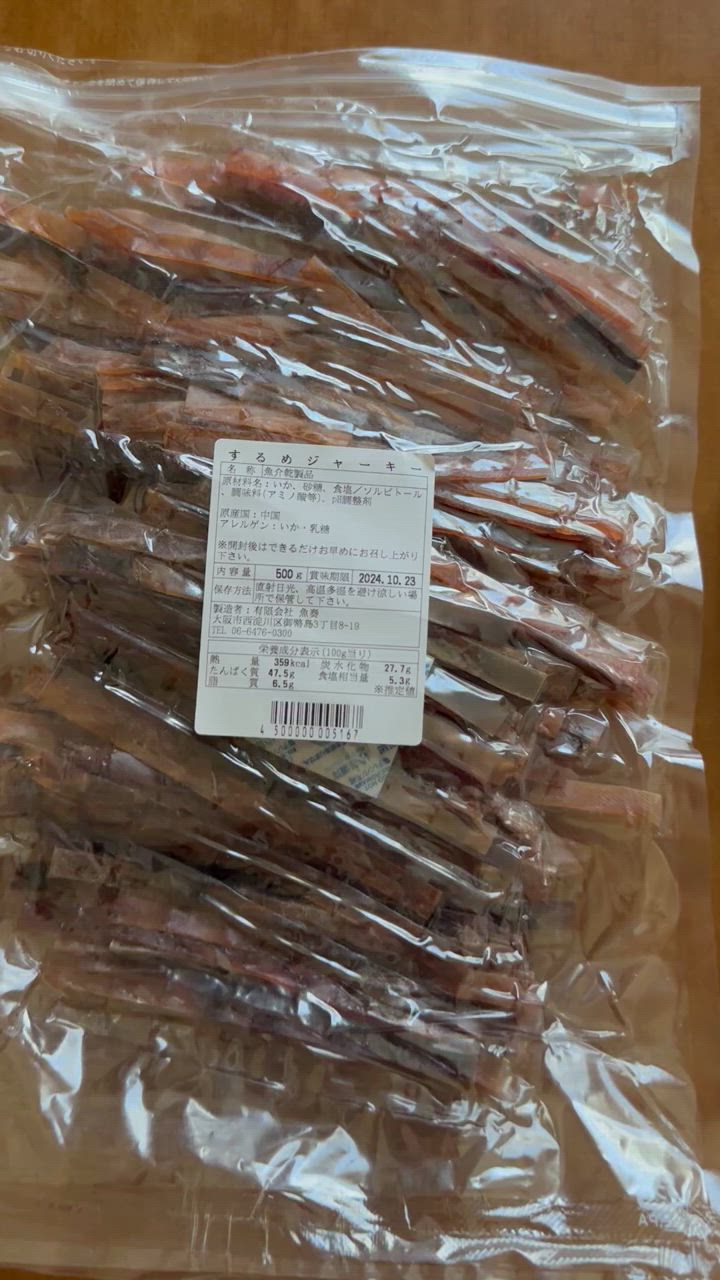 するめジャーキー
名 称 魚介乾製品
原材料名：いか、砂糖、食塩／ソルビトール
、調味料(アミノ酸等)、pH調整剤
原産国：中国
アレルゲン：いか・乳糖
※開封後はできるだけお早めにお召し上がり
下さい。
内容量 500g 賞味期限 2024.10.23
保存方法 直射日光、高温多湿を避け涼しい場
所で保管して下さい。
製造者：有限会社 魚奏
大阪市西淀川区御幣島3丁目8-19
TEL 06-6476-0300
栄養成分表示(100g当り)
熱 量 359kcal 炭水化物 27.7g
たんぱく質 47.5g 食塩相当量 5.3g
脂 質 6.5g ※推定値
4 500000 005167